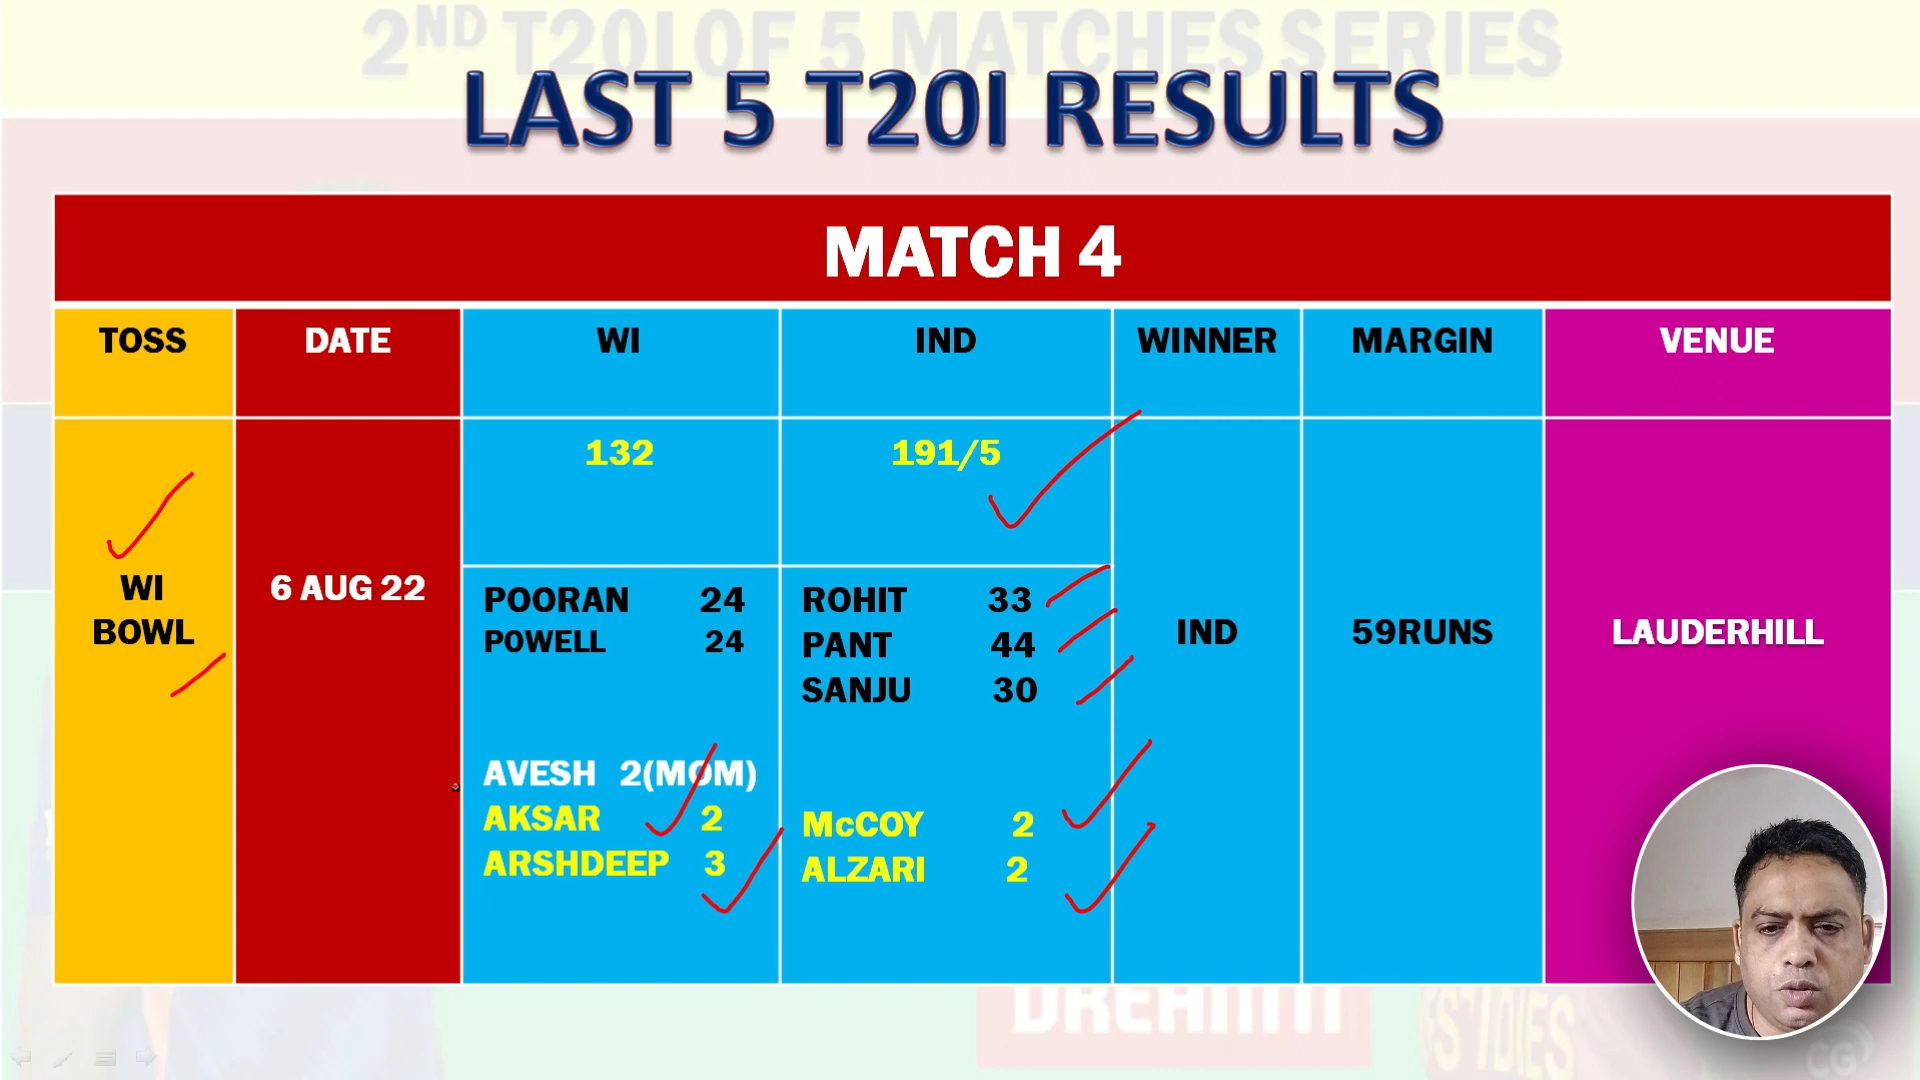 2ND T20I OF 5 MATCHES SERIES
LAST 5 T20I RESULTS
MATCH 4
TOSS DATE WI IND WINNER MARGIN VENUE
132 191/5
WI BOWL
6 AUG 22
POORAN 24
POWELL 24
AVESH 2(MOM)
AKSAR 2
ARSHDEEP 3
ROHIT 33
PANT 44
SANJU 30
McCOY 2
ALZARI 2
IND
59RUNS
LAUDERHILL
CG